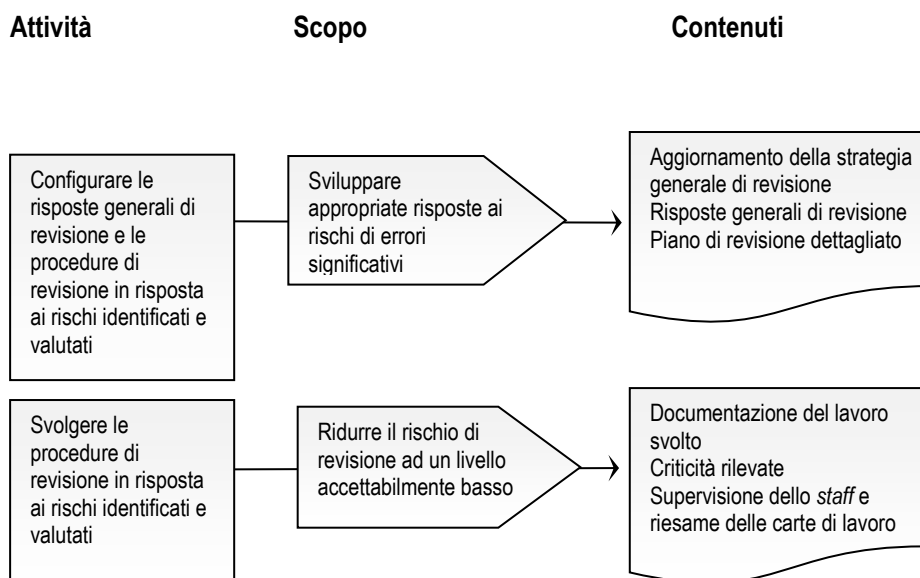 Attività Scopo Contenuti
Configurare le
risposte generali di
revisione e le
procedure di
revisione in risposta
ai rischi identificati e
valutati
Sviluppare
appropriate risposte ai
rischi di errori
significativi
Aggiornamento della strategia
generale di revisione
Risposte generali di revisione
Piano di revisione dettagliato
Svolgere le
procedure di
revisione in risposta
ai rischi identificati e
valutati
Ridurre il rischio di
revisione ad un livello
accettabilmente basso
Documentazione del lavoro
svolto
Criticità rilevate
Supervisione dello staff e
riesame delle carte di lavoro